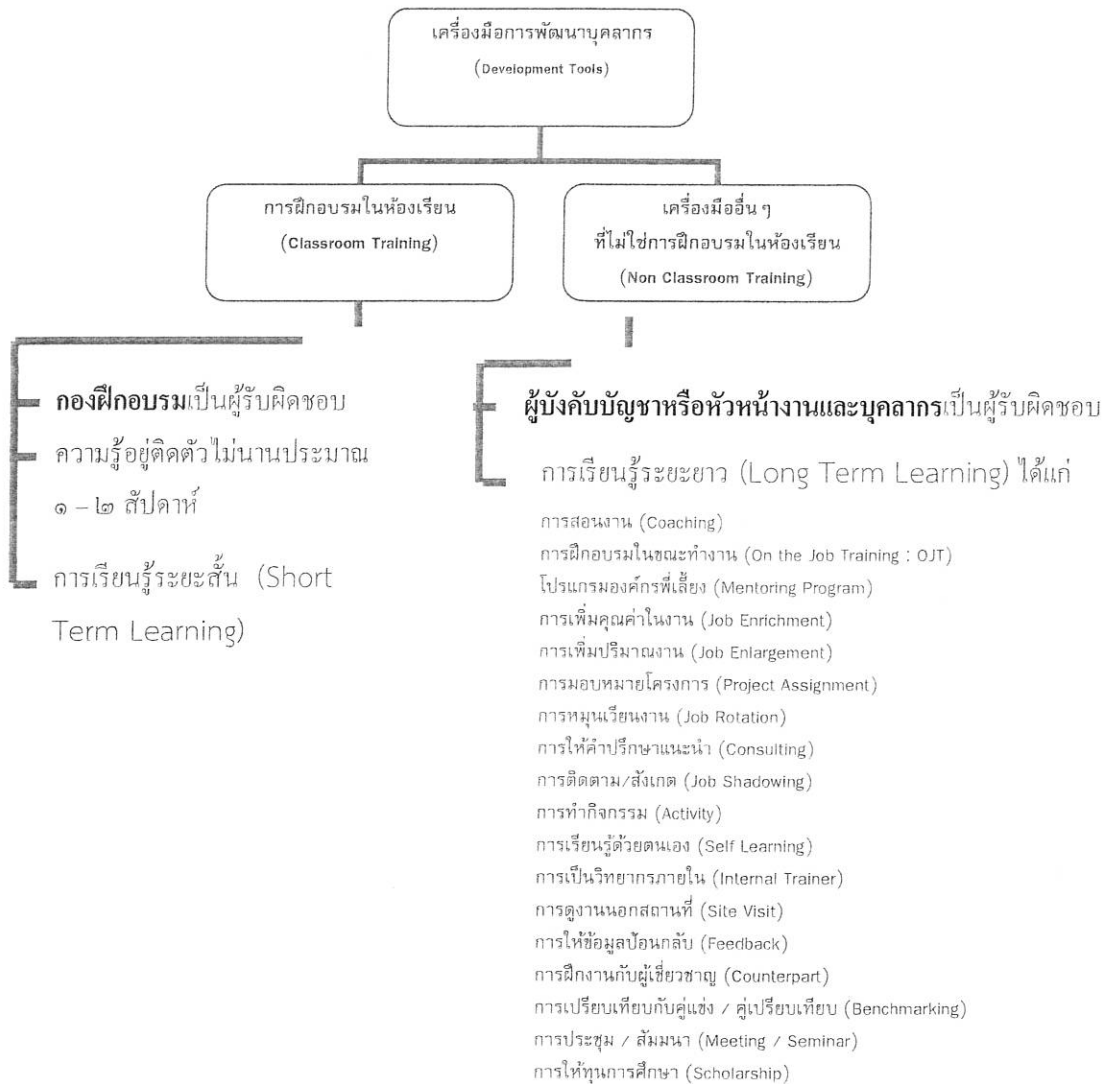 เครื่องมือการพัฒนาบุคลากร
(Development Tools)
การฝึกอบรมในห้องเรียน
(Classroom Training)
เครื่องมืออื่น ๆ
ที่ไม่ใช่การฝึกอบรมในห้องเรียน
(Non Classroom Training)
กองฝึกอบรมเป็นผู้รับผิดชอบ
ความรู้อยู่ติดตัวไม่นานประมาณ
๑ – ๒ สัปดาห์
การเรียนรู้ระยะสั้น (Short
Term Learning)
ผู้บังคับบัญชาหรือหัวหน้างานและบุคลากรเป็นผู้รับผิดชอบ
การเรียนรู้ระยะยาว (Long Term Learning) ได้แก่
การสอนงาน (Coaching)
การฝึกอบรมในขณะทำงาน (On the Job Training : OJT)
โปรแกรมองค์กรพี่เลี้ยง (Mentoring Program)
การเพิ่มคุณค่าในงาน (Job Enrichment)
การเพิ่มปริมาณงาน (Job Enlargement)
การมอบหมายโครงการ (Project Assignment)
การหมุนเวียนงาน (Job Rotation)
การให้คำปรึกษาแนะนำ (Consulting)
การติดตาม/สังเกต (Job Shadowing)
การทำกิจกรรม (Activity)
การเรียนรู้ด้วยตนเอง (Self Learning)
การเป็นวิทยากรภายใน (Internal Trainer)
การดูงานนอกสถานที่ (Site Visit)
การให้ข้อมูลป้อนกลับ (Feedback)
การฝึกงานกับผู้เชี่ยวชาญ (Counterpart)
การเปรียบเทียบกับคู่แข่ง / คู่เปรียบเทียบ (Benchmarking)
การประชุม / สัมมนา (Meeting / Seminar)
การให้ทุนการศึกษา (Scholarship)